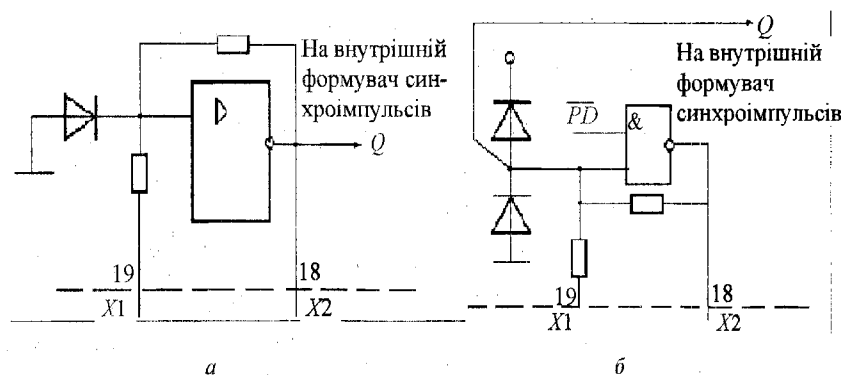 На внутрішній
формувач син-
хроімпульсів
Q
19
18
X1
X2
а
Q
На внутрішній
формувач
синхроімпульсів
PD
&
19
18
X1
X2
б